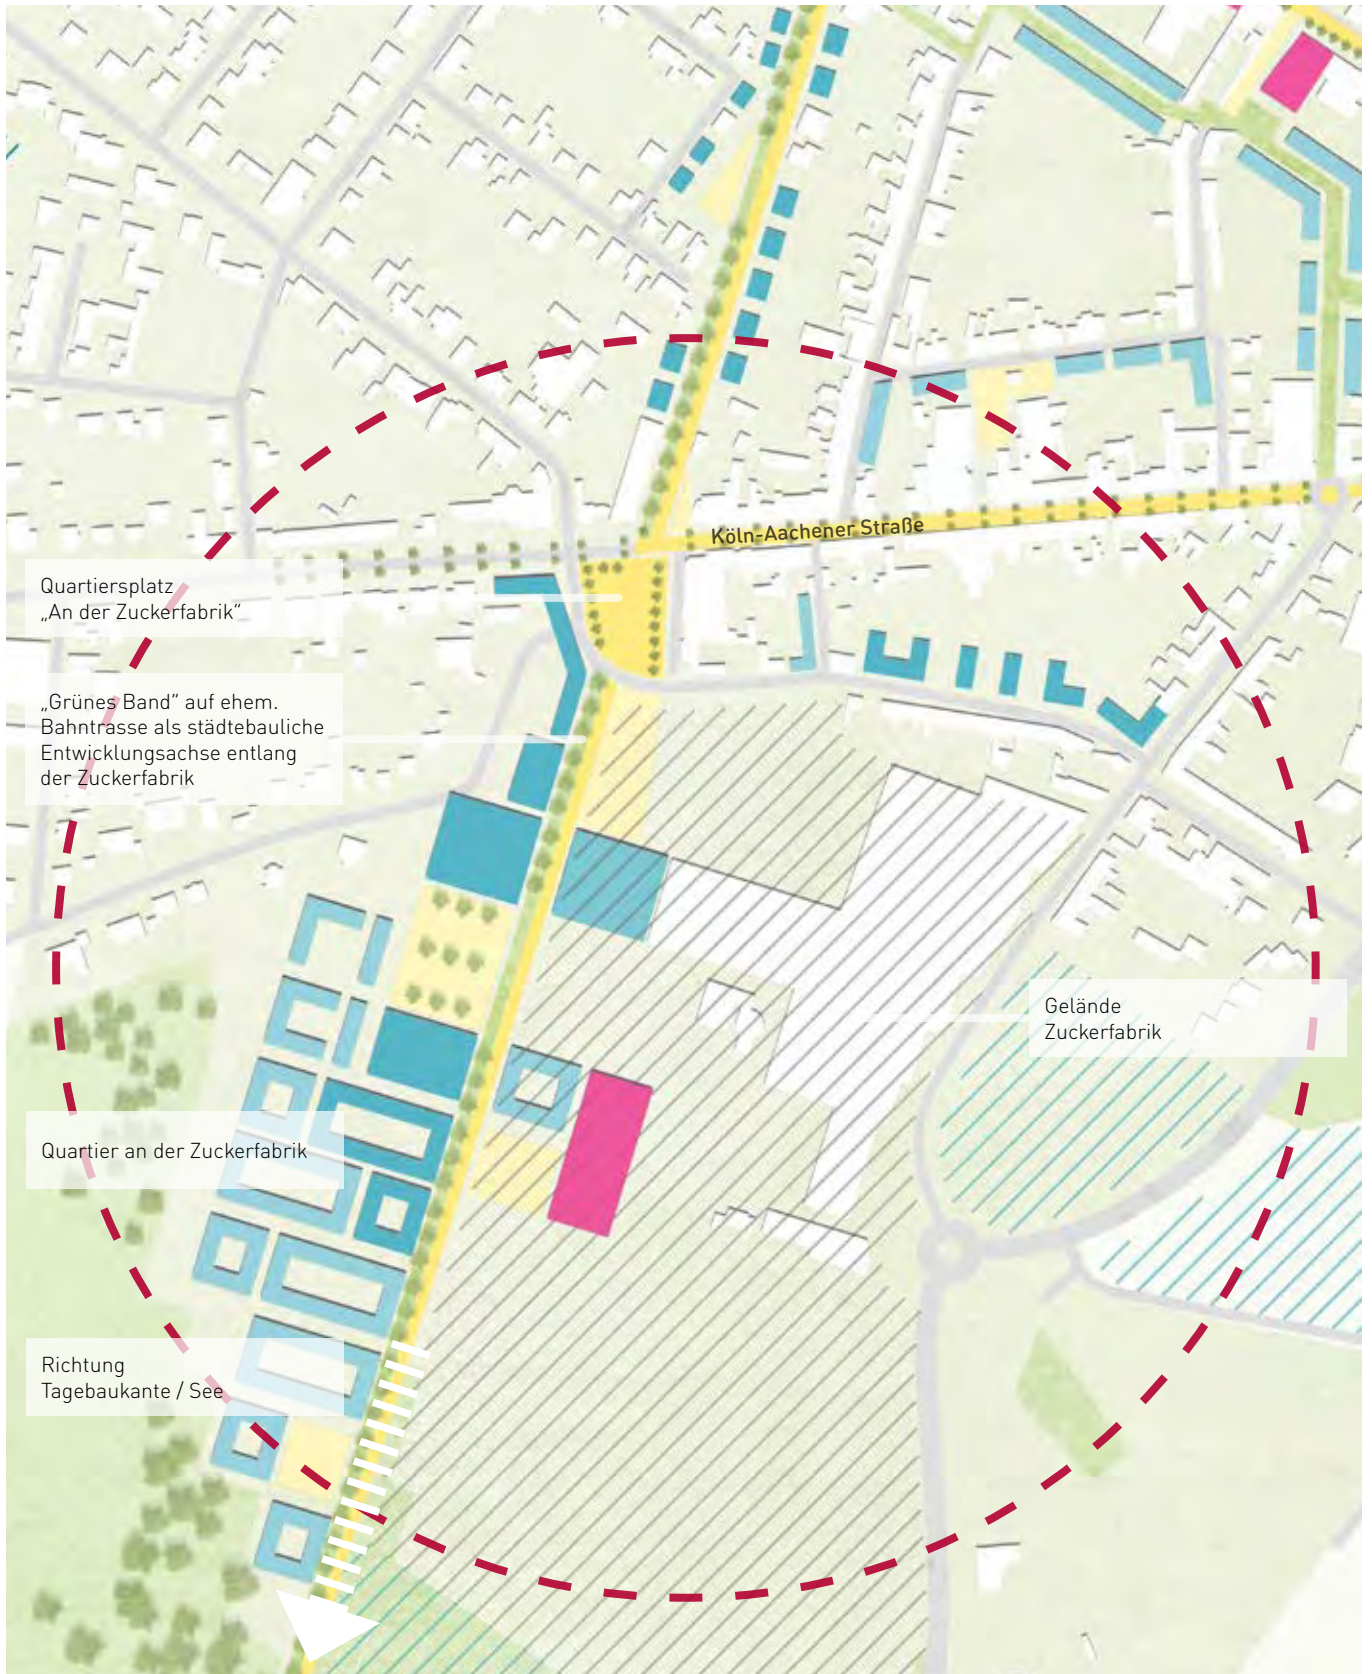 Köln-Aachener Straße
Quartiersplatz
„An der Zuckerfabrik“
„Grünes Band“ auf ehem.
Bahntrasse als städtebauliche
Entwicklungsachse entlang
der Zuckerfabrik
Gelände
Zuckerfabrik
Quartier an der Zuckerfabrik
Richtung
Tagebaukante / See